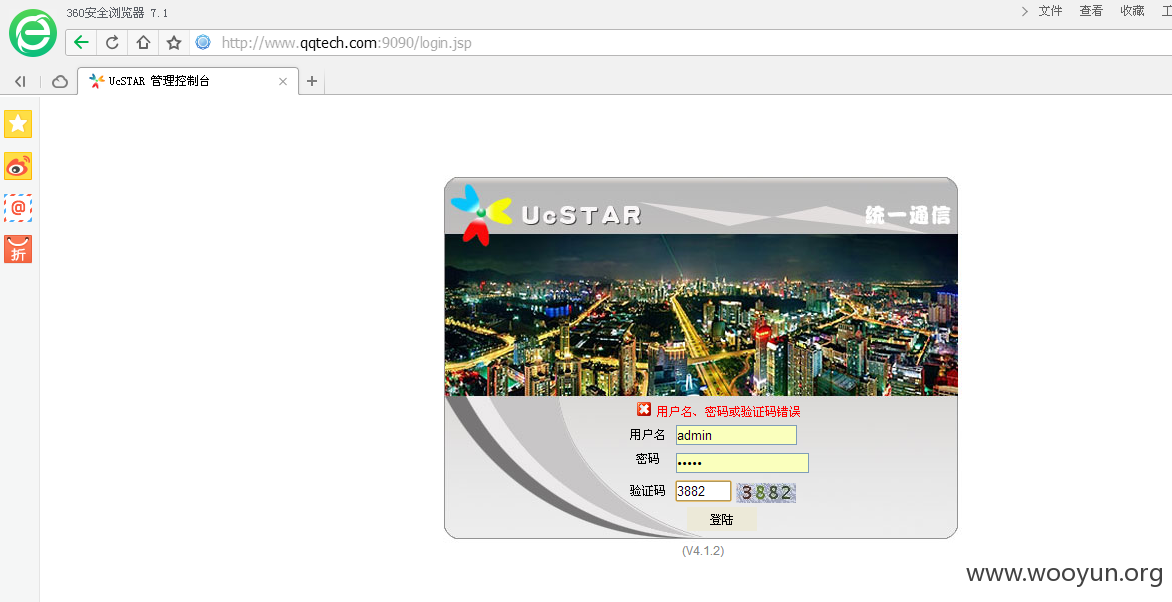 360安全浏览器 7.1
文件 查看 收藏 工
http://www.qqtech.com:9090/login.jsp
UcSTAR 管理控制台
@
折
UcSTAR 统一通信
用户名、密码或验证码错误
用户名 admin
密码 •••••
验证码 3882 3882
登陆
(V4.1.2)
www.wooyun.org